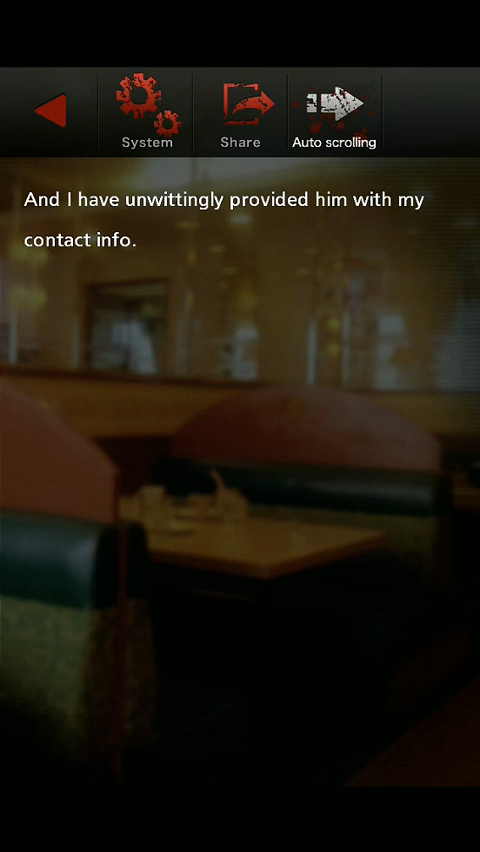 System
Share
Auto scrolling
And I have unwittingly provided him with my
contact info.